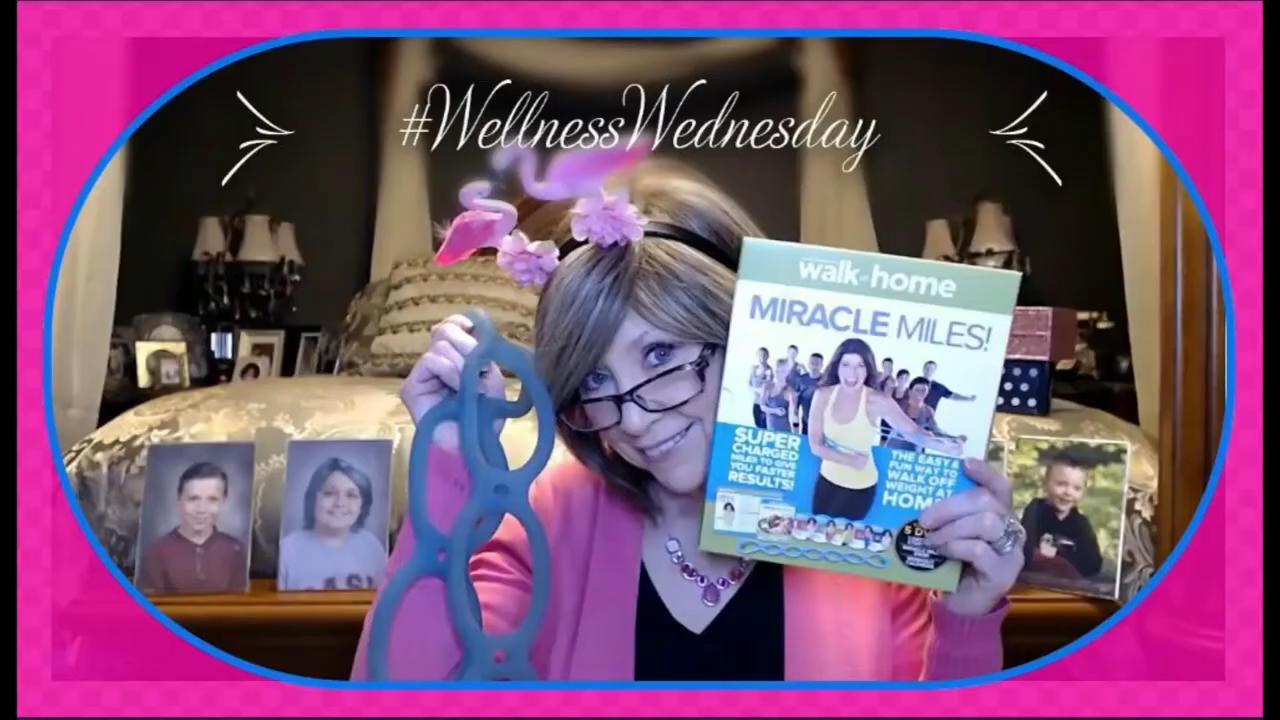 #WellnessWednesday
walk at home
MIRACLE MILES!
SUPER
CHARGED
MILES TO GIVE
YOU FASTER
RESULTS!
THE EASY &
FUN WAY TO
WALK OFF
WEIGHT AT
HOM